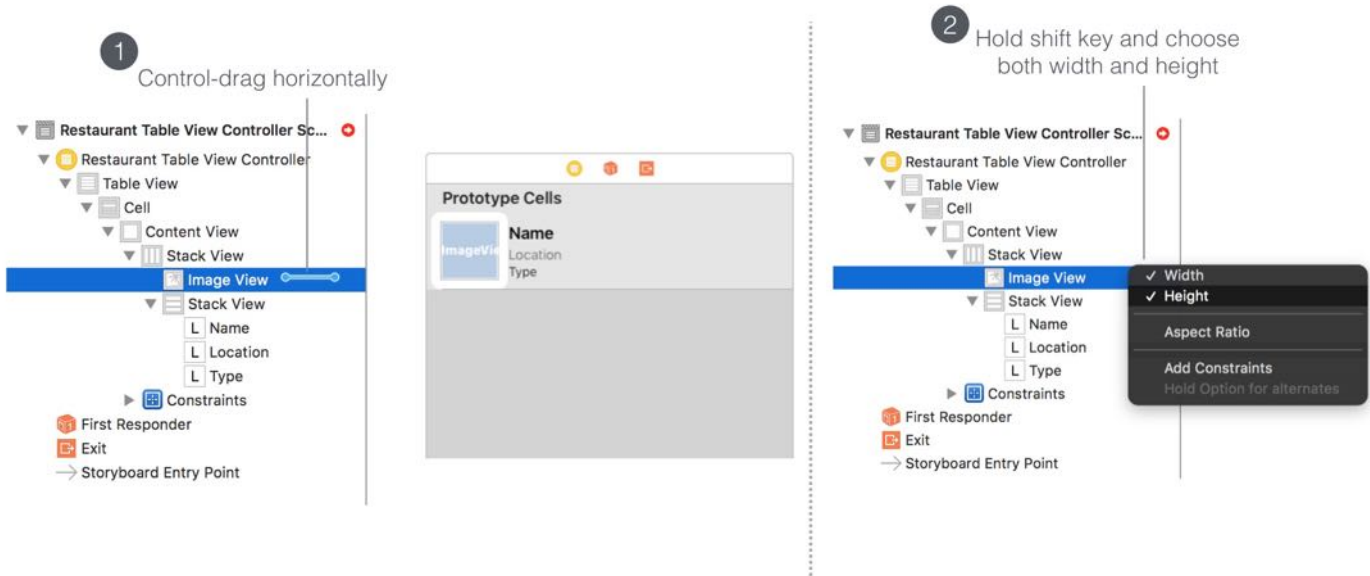 1
Control-drag horizontally
Restaurant Table View Controller Sc...
Restaurant Table View Controller
Table View
Cell
Content View
Stack View
Image View
Stack View
L Name
L Location
L Type
Constraints
First Responder
Exit
Storyboard Entry Point
Prototype Cells
ImageVie
Name
Location
Type
2
Hold shift key and choose
both width and height
Restaurant Table View Controller Sc...
Restaurant Table View Controller
Table View
Cell
Content View
Stack View
Image View
Stack View
L Name
L Location
L Type
Constraints
First Responder
Exit
Storyboard Entry Point
✓ Width
✓ Height
Aspect Ratio
Add Constraints
Hold Option for alternates